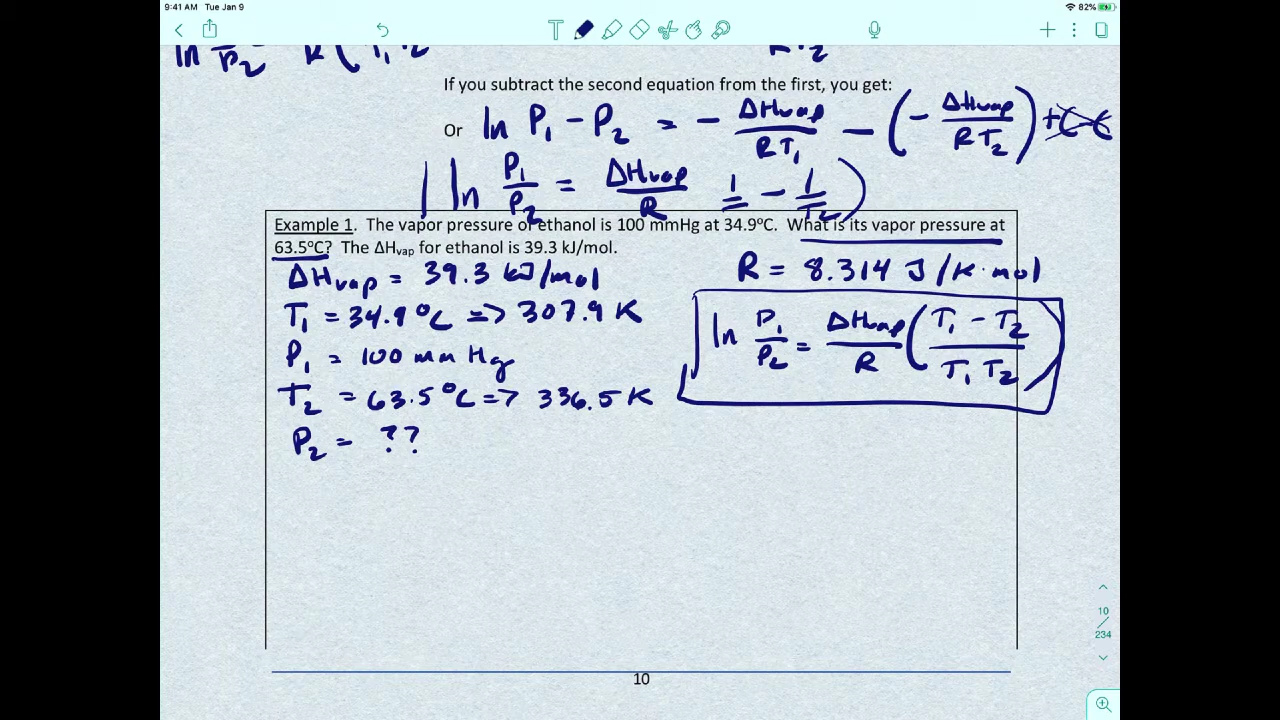 9:41 AM Tue Jan 9
82%
If you subtract the second equation from the first, you get:
Or ln P₁ - P₂ = - ΔHvap/RT₁ - (- ΔHvap/RT₂) + C - C
ln P₁/P₂ = ΔHvap/R 1/ - 1/T₂ )
Example 1. The vapor pressure of ethanol is 100 mmHg at 34.9°C. What is its vapor pressure at
63.5°C? The ΔHvap for ethanol is 39.3 kJ/mol.
ΔHvap = 39.3 kJ/mol
R = 8.314 J/K·mol
T₁ = 34.9°C => 307.9 K
ln P₁/P₂ = ΔHvap/R (T₁ - T₂ / T₁ T₂)
P₁ = 100 mm Hg
T₂ = 63.5°C => 336.5 K
P₂ = ??
10
10
/
234